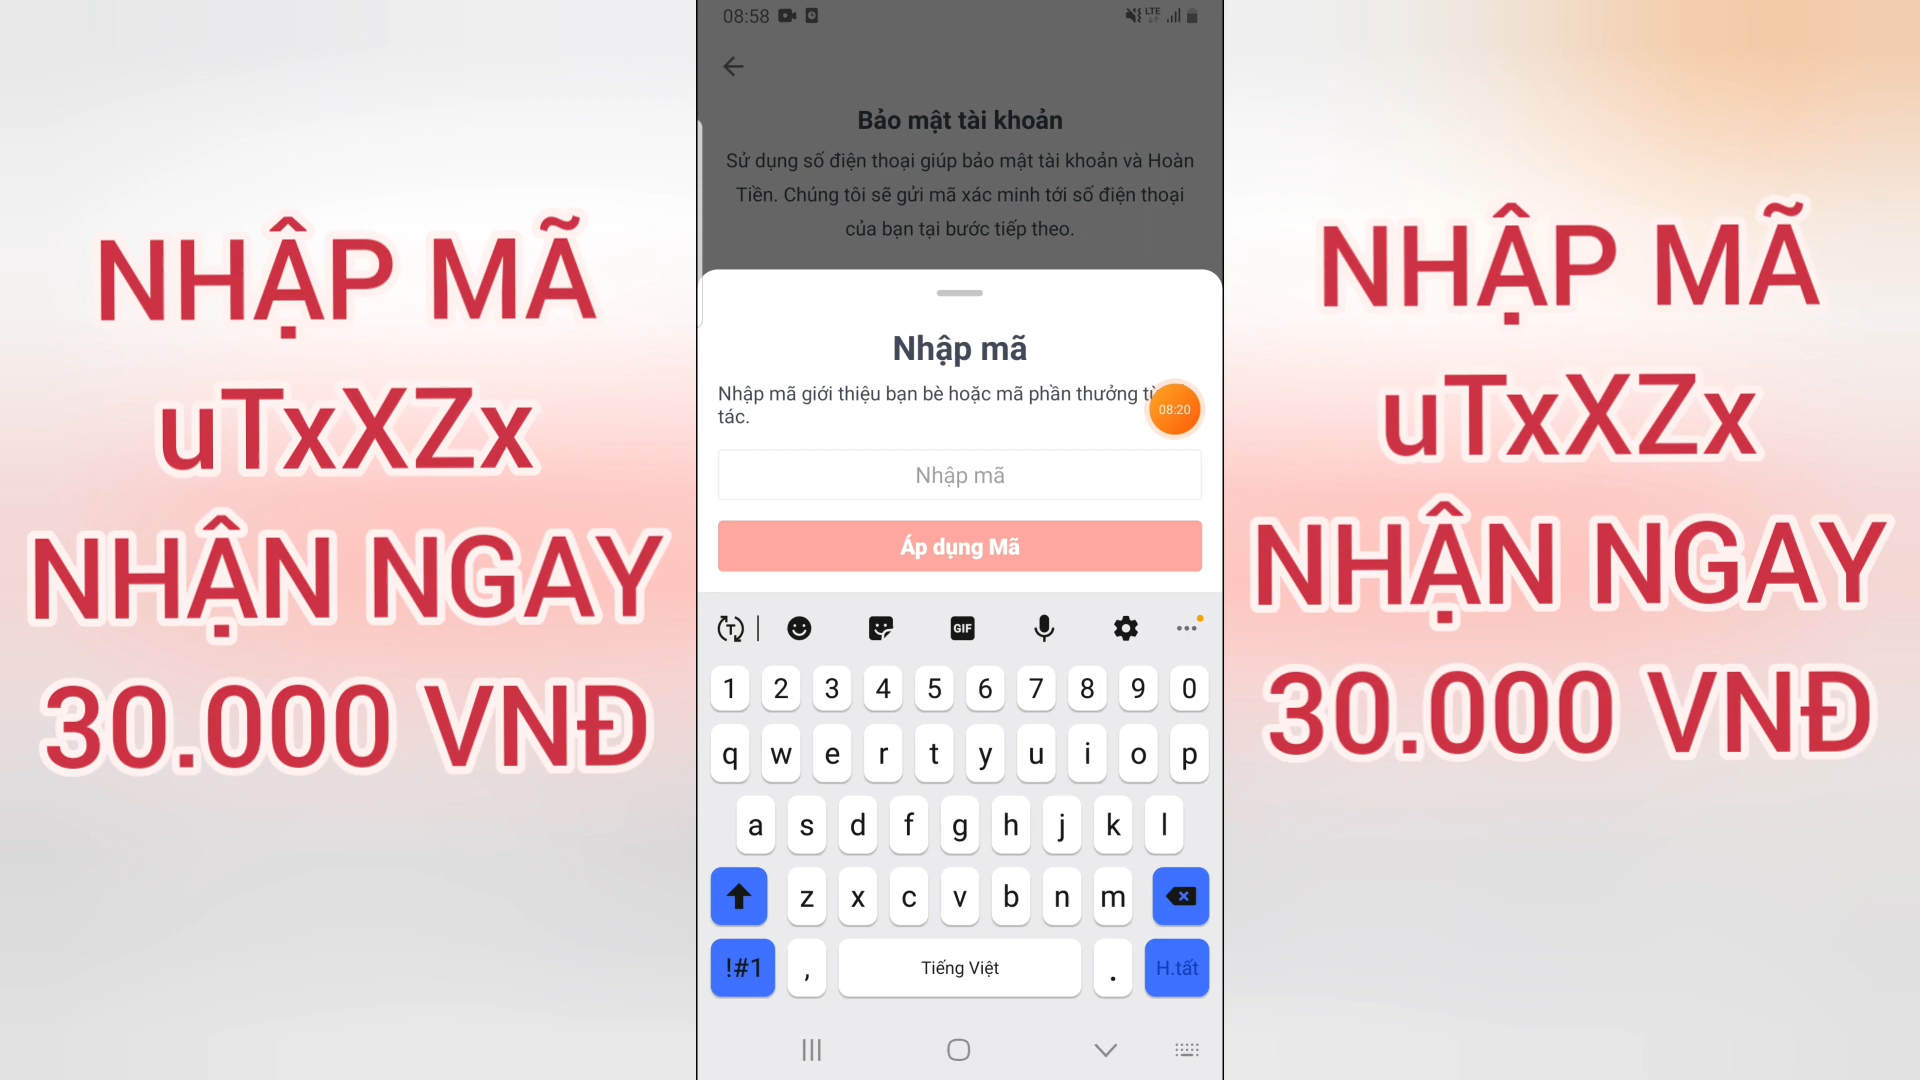 NHẬP MÃ
uTxXZx
NHẬN NGAY
30.000 VNĐ
08:58
LTE
Bảo mật tài khoản
Sử dụng số điện thoại giúp bảo mật tài khoản và Hoàn
Tiền. Chúng tôi sẽ gửi mã xác minh tới số điện thoại
của bạn tại bước tiếp theo.
Nhập mã
Nhập mã giới thiệu bạn bè hoặc mã phần thưởng
tác.
08:20
Nhập mã
Áp dụng Mã
GIF
1 2 3 4 5 6 7 8 9 0
q w e r t y u i o p
a s d f g h j k l
z x c v b n m
!#1 , Tiếng Việt . H.tất
NHẬP MÃ
uTxXZx
NHẬN NGAY
30.000 VNĐ